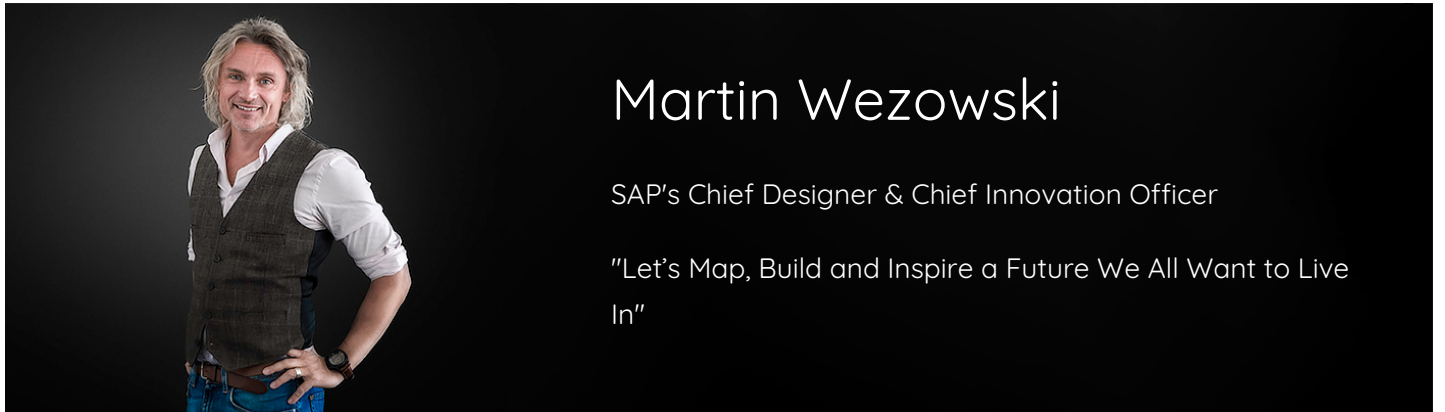 Martin Wezowski
SAP's Chief Designer & Chief Innovation Officer
"Let’s Map, Build and Inspire a Future We All Want to Live
In"